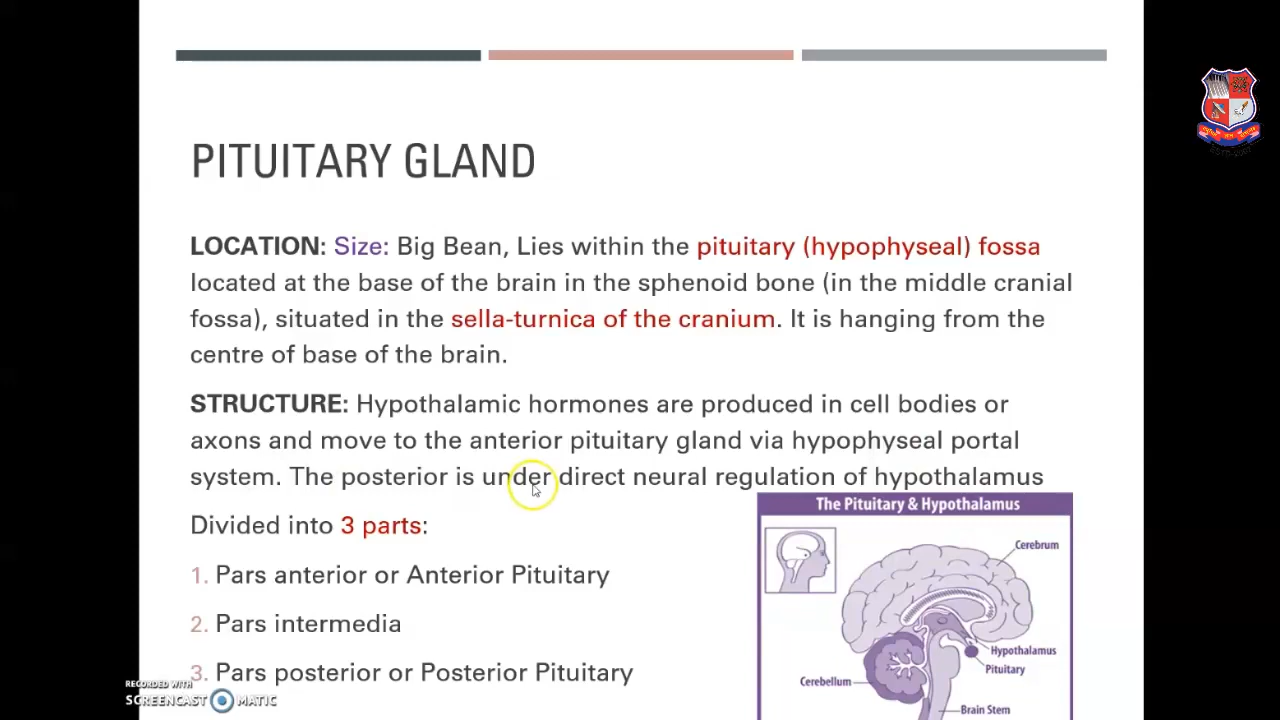 PITUITARY GLAND
LOCATION: Size: Big Bean, Lies within the pituitary (hypophyseal) fossa
located at the base of the brain in the sphenoid bone (in the middle cranial
fossa), situated in the sella-turnica of the cranium. It is hanging from the
centre of base of the brain.
STRUCTURE: Hypothalamic hormones are produced in cell bodies or
axons and move to the anterior pituitary gland via hypophyseal portal
system. The posterior is under direct neural regulation of hypothalamus
Divided into 3 parts:
1. Pars anterior or Anterior Pituitary
2. Pars intermedia
3. Pars posterior or Posterior Pituitary
The Pituitary & Hypothalamus
Cerebrum
Hypothalamus
Pituitary
Cerebellum
Brain Stem
RECORDED WITH
SCREENCAST MATIC